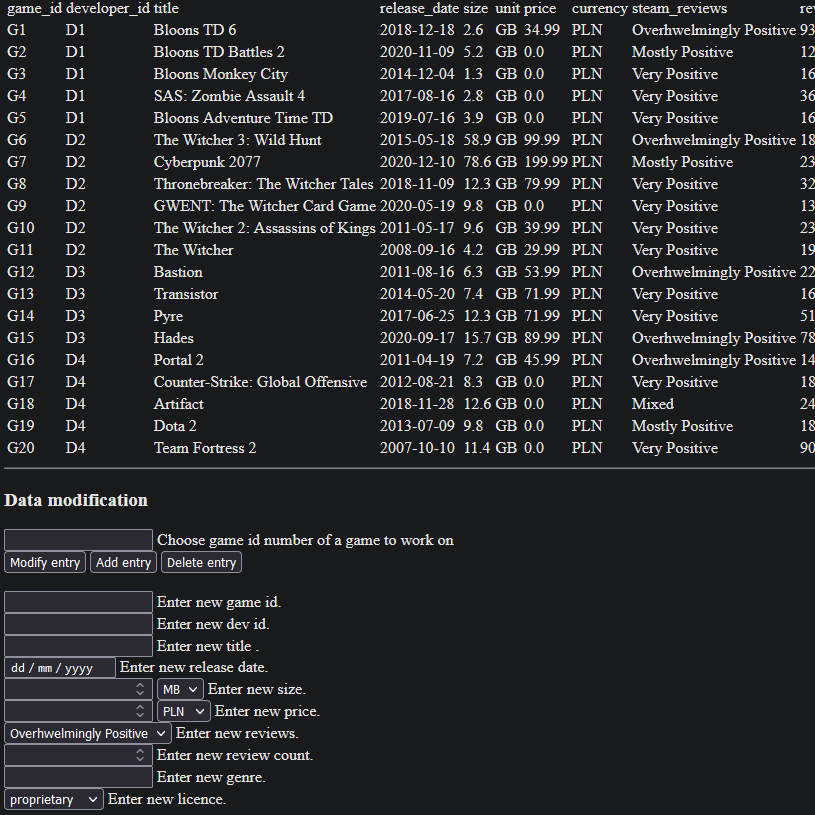 game_id developer_id title release_date size unit price currency steam_reviews rev
G1 D1 Bloons TD 6 2018-12-18 2.6 GB 34.99 PLN Overhwelmingly Positive 93
G2 D1 Bloons TD Battles 2 2020-11-09 5.2 GB 0.0 PLN Mostly Positive 12
G3 D1 Bloons Monkey City 2014-12-04 1.3 GB 0.0 PLN Very Positive 16
G4 D1 SAS: Zombie Assault 4 2017-08-16 2.8 GB 0.0 PLN Very Positive 36
G5 D1 Bloons Adventure Time TD 2019-07-16 3.9 GB 0.0 PLN Very Positive 16
G6 D2 The Witcher 3: Wild Hunt 2015-05-18 58.9 GB 99.99 PLN Overhwelmingly Positive 18
G7 D2 Cyberpunk 2077 2020-12-10 78.6 GB 199.99 PLN Mostly Positive 23
G8 D2 Thronebreaker: The Witcher Tales 2018-11-09 12.3 GB 79.99 PLN Very Positive 32
G9 D2 GWENT: The Witcher Card Game 2020-05-19 9.8 GB 0.0 PLN Very Positive 13
G10 D2 The Witcher 2: Assassins of Kings 2011-05-17 9.6 GB 39.99 PLN Very Positive 23
G11 D2 The Witcher 2008-09-16 4.2 GB 29.99 PLN Very Positive 19
G12 D3 Bastion 2011-08-16 6.3 GB 53.99 PLN Overhwelmingly Positive 22
G13 D3 Transistor 2014-05-20 7.4 GB 71.99 PLN Very Positive 16
G14 D3 Pyre 2017-06-25 12.3 GB 71.99 PLN Very Positive 51
G15 D3 Hades 2020-09-17 15.7 GB 89.99 PLN Overhwelmingly Positive 78
G16 D4 Portal 2 2011-04-19 7.2 GB 45.99 PLN Overhwelmingly Positive 14
G17 D4 Counter-Strike: Global Offensive 2012-08-21 8.3 GB 0.0 PLN Very Positive 18
G18 D4 Artifact 2018-11-28 12.6 GB 0.0 PLN Mixed 24
G19 D4 Dota 2 2013-07-09 9.8 GB 0.0 PLN Mostly Positive 18
G20 D4 Team Fortress 2 2007-10-10 11.4 GB 0.0 PLN Very Positive 90
Data modification
Choose game id number of a game to work on
Modify entry Add entry Delete entry
Enter new game id.
Enter new dev id.
Enter new title .
dd / mm / yyyy Enter new release date.
MB Enter new size.
PLN Enter new price.
Overhwelmingly Positive Enter new reviews.
Enter new review count.
Enter new genre.
proprietary Enter new licence.